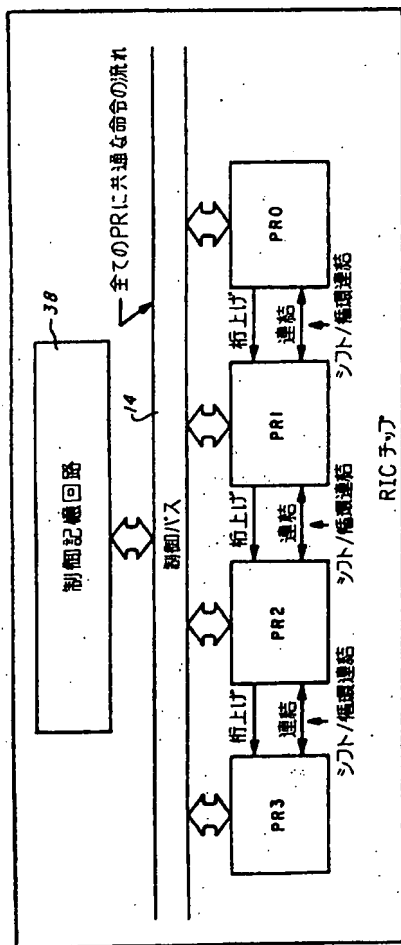 38
制御記憶回路
全てのPRに共通な命令の流れ
14
制御バス
PR3
桁上げ
連結
シフト/循環連結
PR2
桁上げ
連結
シフト/循環連結
PR1
桁上げ
連結
シフト/循環連結
PR0
RICチップ